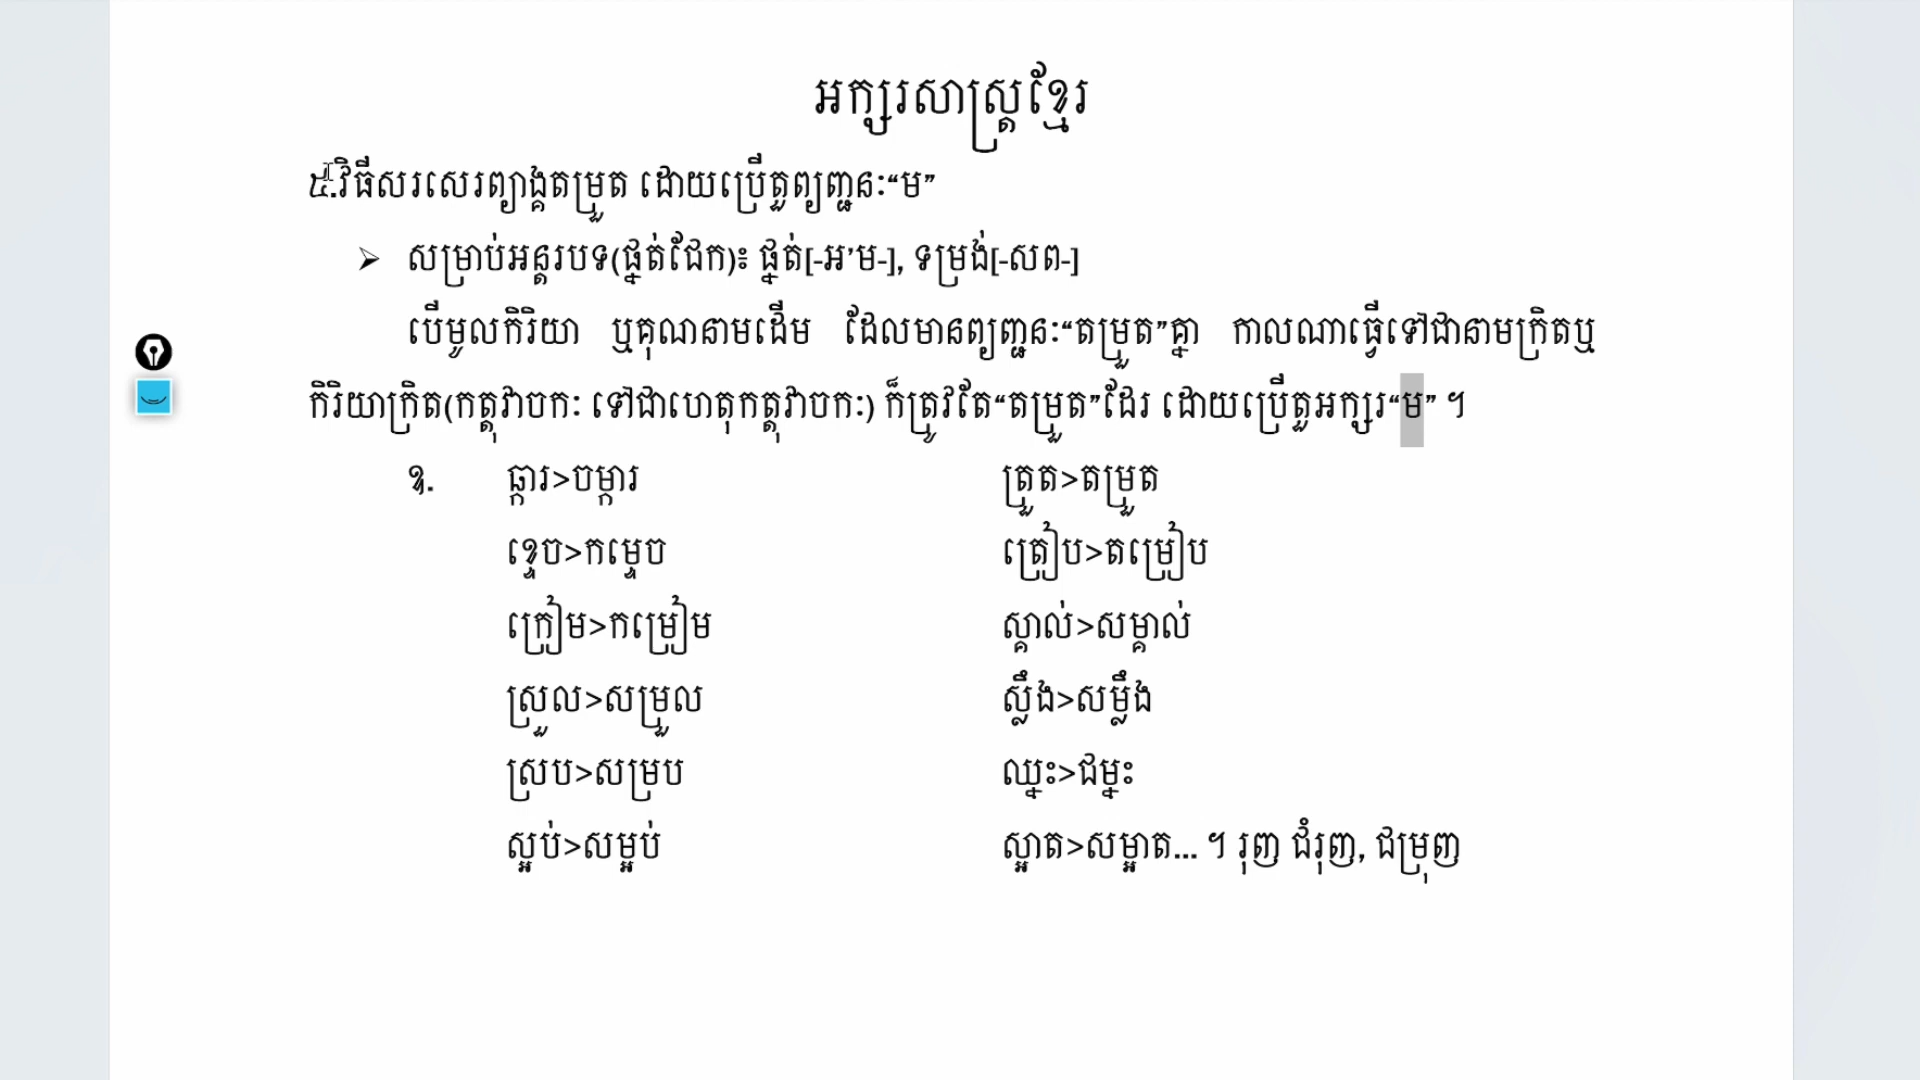 អក្សរសាស្ត្រខ្មែរ
៥.វិធីសរសេរព្យាង្គតម្រួត ដោយប្រើតួព្យញ្ជនៈ“ម”
➢ សម្រាប់អន្តរបទ(ផ្នត់ជែក)៖ ផ្នត់[-អ’ម-], ទម្រង់[-សព-]
បើមូលកិរិយា ឬគុណនាមដើម ដែលមានព្យញ្ជនៈ“តម្រួត”គ្នា កាលណាធ្វើទៅជានាមក្រិតឬ
កិរិយាក្រិត(កត្តុវាចកៈ ទៅជាហេតុកត្តុវាចកៈ) ក៏ត្រូវតែ“តម្រួត”ដែរ ដោយប្រើតួអក្សរ“ម” ។
ឧ. ឆ្ការ>ចម្ការ ត្រួត>តម្រួត
ខ្ទេច>កម្ទេច ត្រៀប>តម្រៀប
ក្រៀម>កម្រៀម ស្គាល់>សម្គាល់
ស្រួល>សម្រួល ស្លឹង>សម្លឹង
ស្រប>សម្រប ឈ្នះ>ជម្នះ
ស្អប់>សម្អប់ ស្អាត>សម្អាត... ។ រុញ ជំរុញ, ជម្រុញ